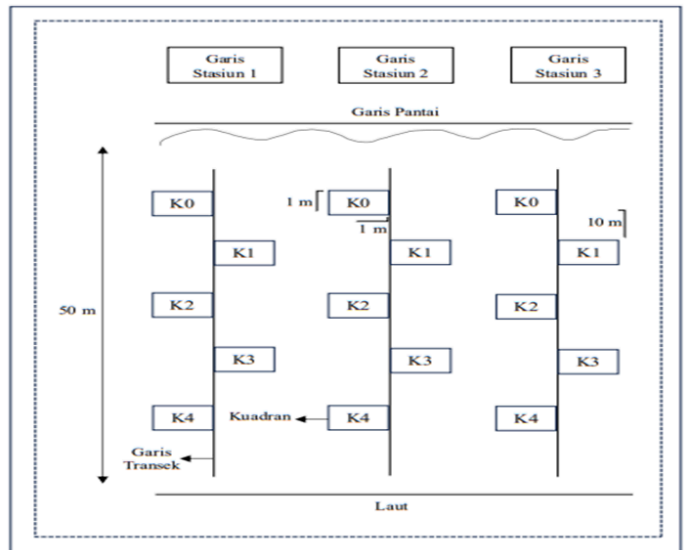 Garis
Stasiun 1
Garis
Stasiun 2
Garis
Stasiun 3
Garis Pantai
K0
1 m
K0
1 m
K0
10 m
K1
K1
K1
50 m
K2
K2
K2
K3
K3
K3
K4
Kuadran
K4
K4
Garis
Transek
Laut